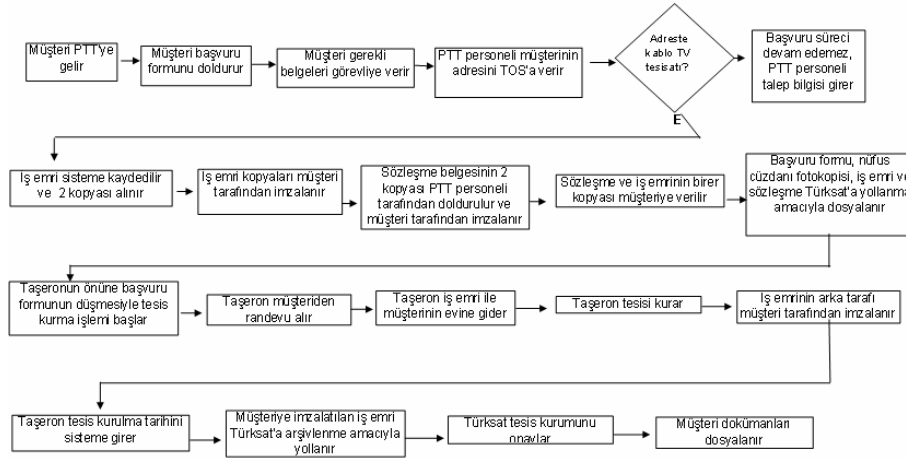 Müşteri PTT'ye
gelir
Müşteri başvuru
formunu doldurur
Müşteri gerekli
belgeleri görevliye verir
PTT personeli müşterinin
adresini TOS'a verir
Adreste
kablo TV
tesisatı?
Başvuru süreci
devam edemez,
PTT personeli
talep bilgisi girer
E
İş emri sisteme kaydedilir
ve 2 kopyası alınır
İş emri kopyaları müşteri
tarafından imzalanır
Sözleşme belgesinin 2
kopyası PTT personeli
tarafından doldurulur ve
müşteri tarafından imzalanır
Sözleşme ve iş emrinin birer
kopyası müşteriye verilir
Başvuru formu, nüfus
cüzdanı fotokopisi, iş emri ve
sözleşme Türksat'a yollanma
amacıyla dosyalanır
Taşeronun önüne başvuru
formunun düşmesiyle tesis
kurma işlemi başlar
Taşeron müşteriden
randevu alır
Taşeron iş emri ile
müşterinin evine gider
Taşeron tesisi kurar
İş emrinin arka tarafı
müşteri tarafından imzalanır
Taşeron tesis kurulma tarihini
sisteme girer
Müşteriye imzalatılan iş emri
Türksat'a arşivlenme amacıyla
yollanır
Türksat tesis kurumunu
onaylar
Müşteri dokümanları
dosyalanır